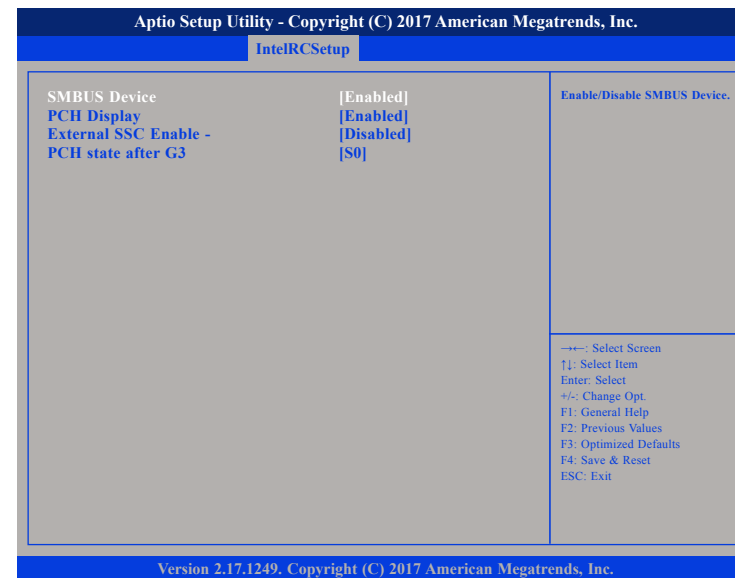 Aptio Setup Utility - Copyright (C) 2017 American Megatrends, Inc.
IntelRCSetup
SMBUS Device [Enabled]
PCH Display [Enabled]
External SSC Enable - [Disabled]
PCH state after G3 [S0]
Enable/Disable SMBUS Device.
→←: Select Screen
↑↓: Select Item
Enter: Select
+/-: Change Opt.
F1: General Help
F2: Previous Values
F3: Optimized Defaults
F4: Save & Reset
ESC: Exit
Version 2.17.1249. Copyright (C) 2017 American Megatrends, Inc.